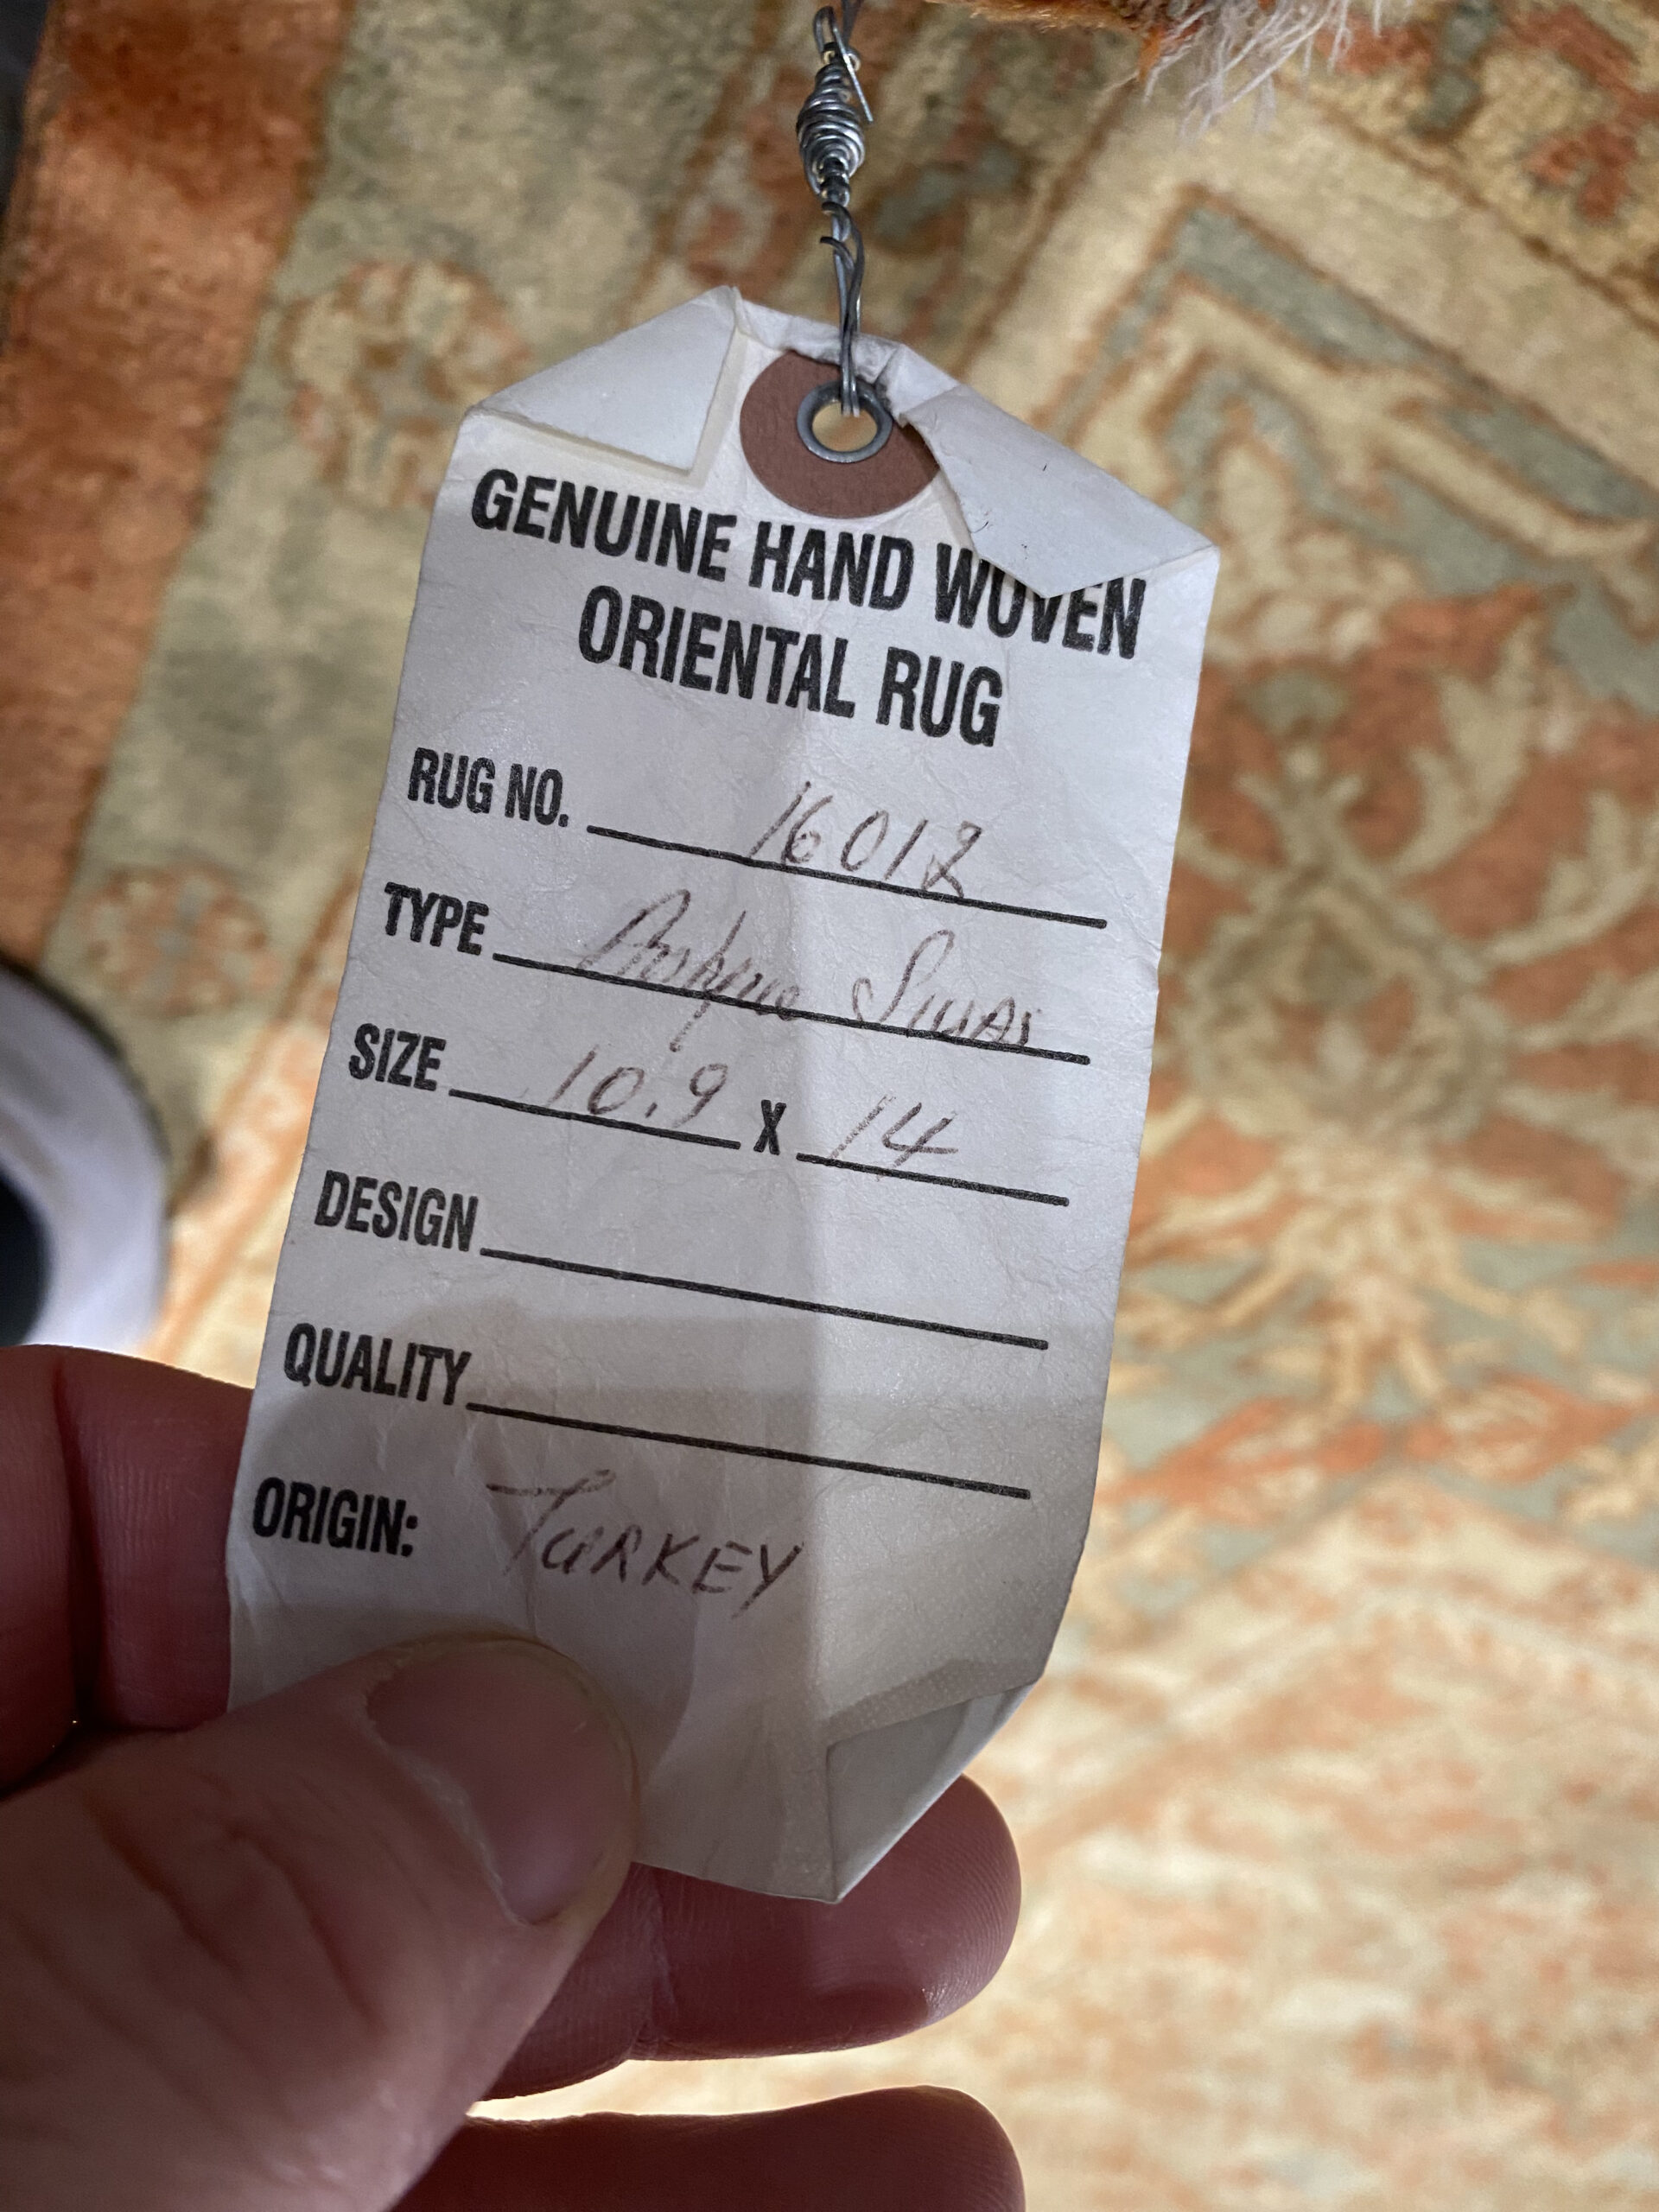 GENUINE HAND WOVEN
ORIENTAL RUG
RUG NO. 16012
TYPE Antique Sivas
SIZE 10.9 X 14
DESIGN
QUALITY
ORIGIN: TURKEY